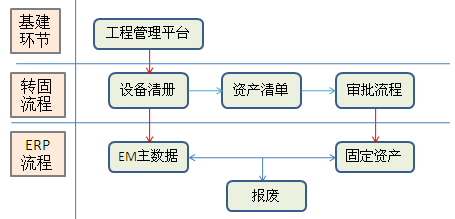 基建
环节
工程管理平台
转固
流程
设备清册
资产清单
审批流程
ERP
流程
EM主数据
固定资产
报废